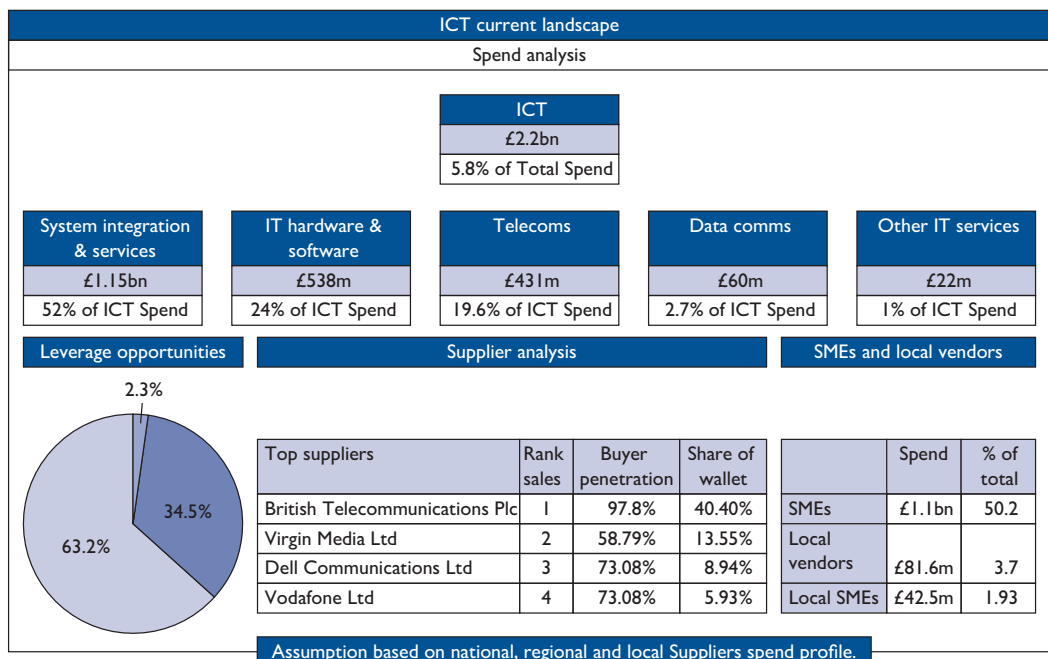 ICT current landscape
Spend analysis
ICT
£2.2bn
5.8% of Total Spend
System integration
& services
£1.15bn
52% of ICT Spend
IT hardware &
software
£538m
24% of ICT Spend
Telecoms
£431m
19.6% of ICT Spend
Data comms
£60m
2.7% of ICT Spend
Other IT services
£22m
1% of ICT Spend
Leverage opportunities
2.3%
34.5%
63.2%
Supplier analysis
Top suppliers Rank sales Buyer penetration Share of wallet
British Telecommunications Plc 1 97.8% 40.40%
Virgin Media Ltd 2 58.79% 13.55%
Dell Communications Ltd 3 73.08% 8.94%
Vodafone Ltd 4 73.08% 5.93%
SMEs and local vendors
Spend % of total
SMEs £1.1bn 50.2
Local vendors £81.6m 3.7
Local SMEs £42.5m 1.93
Assumption based on national, regional and local Suppliers spend profile.